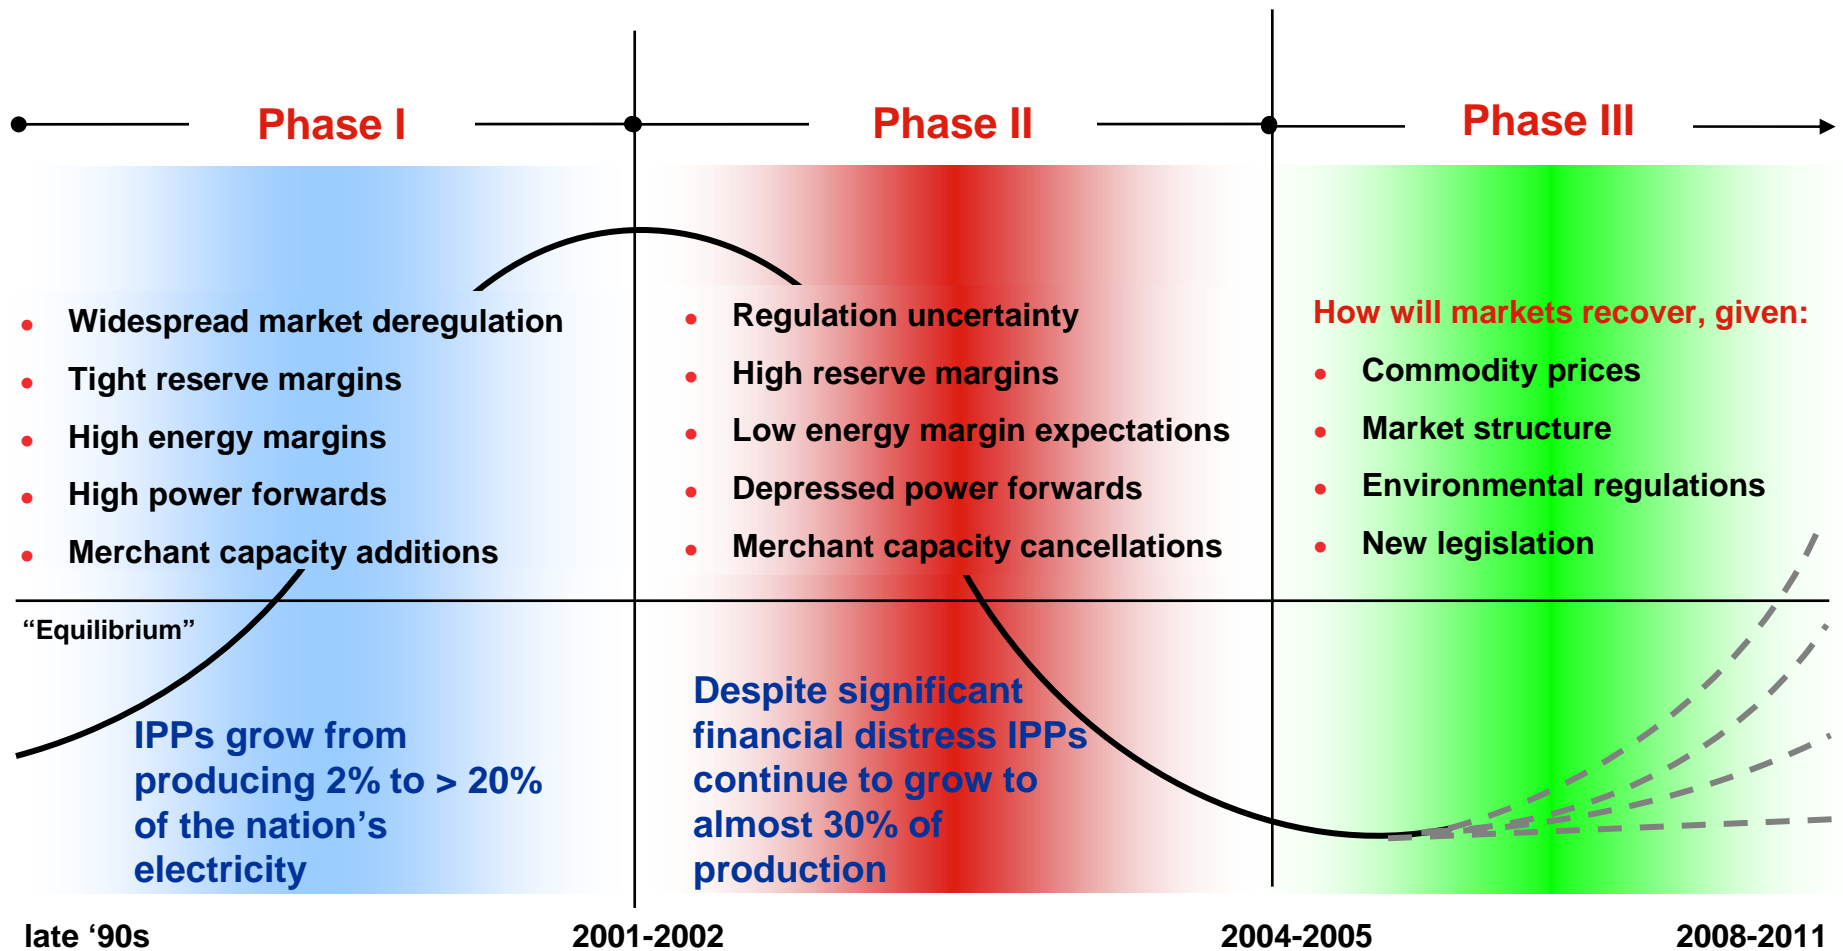 Phase I
Phase II
Phase III
• Widespread market deregulation
• Tight reserve margins
• High energy margins
• High power forwards
• Merchant capacity additions
• Regulation uncertainty
• High reserve margins
• Low energy margin expectations
• Depressed power forwards
• Merchant capacity cancellations
How will markets recover, given:
• Commodity prices
• Market structure
• Environmental regulations
• New legislation
“Equilibrium”
IPPs grow from
producing 2% to > 20%
of the nation’s
electricity
Despite significant
financial distress IPPs
continue to grow to
almost 30% of
production
late ‘90s
2001-2002
2004-2005
2008-2011